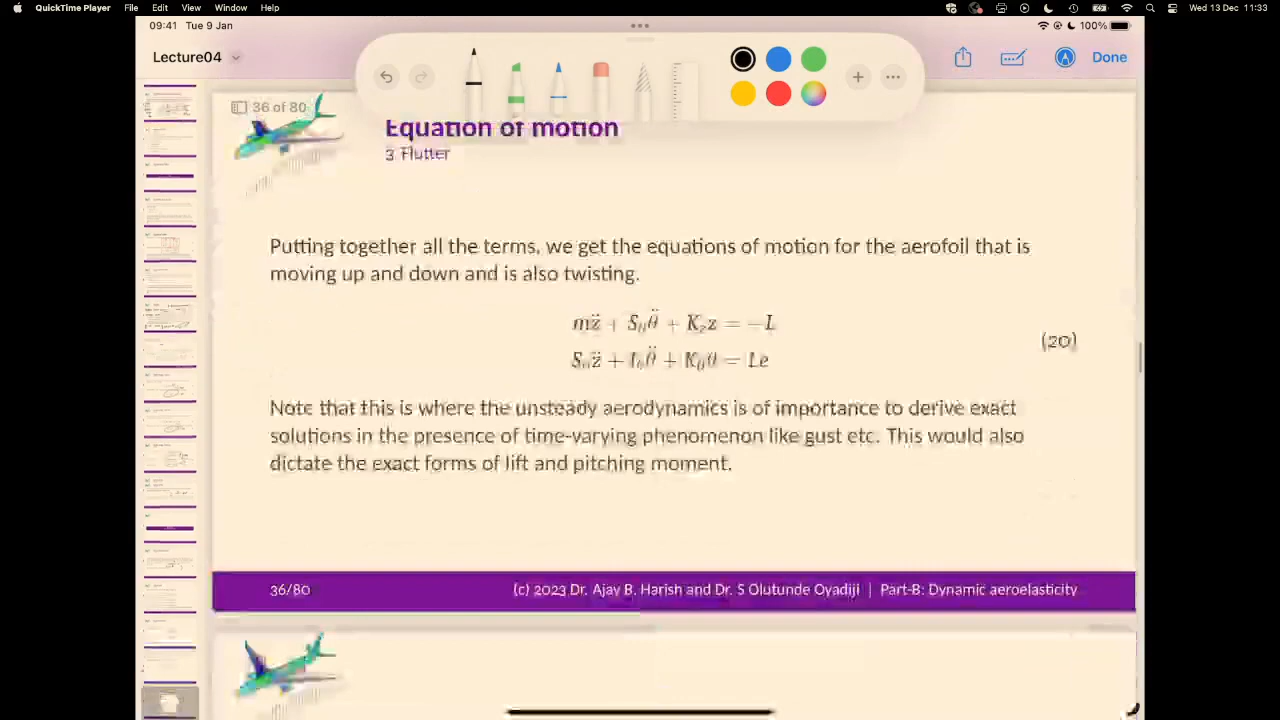 QuickTime Player File Edit View Window Help Wed 13 Dec 11:33
09:41 Tue 9 Jan 100%
Lecture04 Done
36 of 80
Equation of motion
3 Flutter
Putting together all the terms, we get the equations of motion for the aerofoil that is
moving up and down and is also twisting.
mz̈ + S_θθ̈ + K_z z = −L
S_θz̈ + I_θθ̈ + K_θθ = Le
(20)
Note that this is where the unsteady aerodynamics is of importance to derive exact
solutions in the presence of time-varying phenomenon like gust etc. This would also
dictate the exact forms of lift and pitching moment.
36/80 (c) 2023 Dr. Ajay B. Harish and Dr. S Olutunde Oyadiji | Part-B: Dynamic aeroelasticity